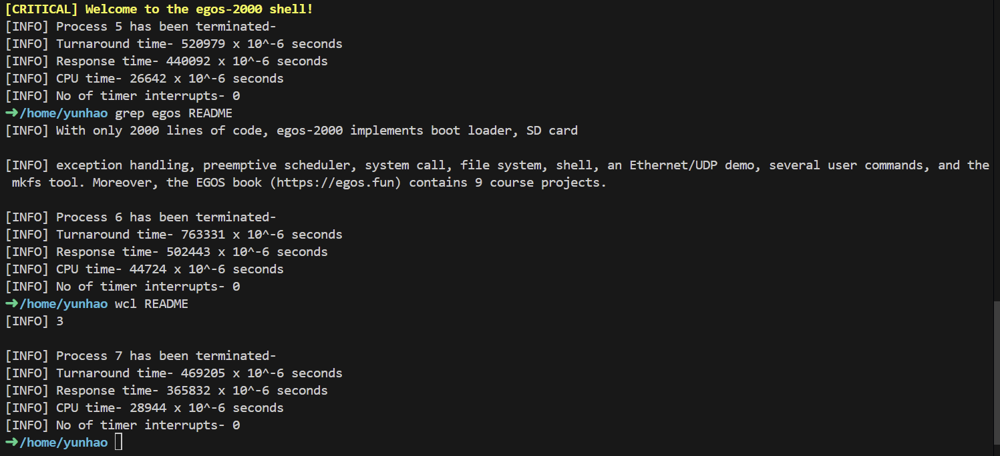 [CRITICAL] Welcome to the egos-2000 shell!
[INFO] Process 5 has been terminated-
[INFO] Turnaround time- 520979 x 10^-6 seconds
[INFO] Response time- 440092 x 10^-6 seconds
[INFO] CPU time- 26642 x 10^-6 seconds
[INFO] No of timer interrupts- 0
➜/home/yunhao grep egos README
[INFO] With only 2000 lines of code, egos-2000 implements boot loader, SD card
[INFO] exception handling, preemptive scheduler, system call, file system, shell, an Ethernet/UDP demo, several user commands, and the
mkfs tool. Moreover, the EGOS book (https://egos.fun) contains 9 course projects.
[INFO] Process 6 has been terminated-
[INFO] Turnaround time- 763331 x 10^-6 seconds
[INFO] Response time- 502443 x 10^-6 seconds
[INFO] CPU time- 44724 x 10^-6 seconds
[INFO] No of timer interrupts- 0
➜/home/yunhao wcl README
[INFO] 3
[INFO] Process 7 has been terminated-
[INFO] Turnaround time- 469205 x 10^-6 seconds
[INFO] Response time- 365832 x 10^-6 seconds
[INFO] CPU time- 28944 x 10^-6 seconds
[INFO] No of timer interrupts- 0
➜/home/yunhao